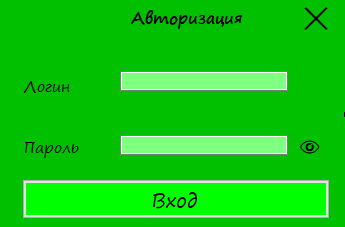 Авторизация
Логин
Пароль
Вход